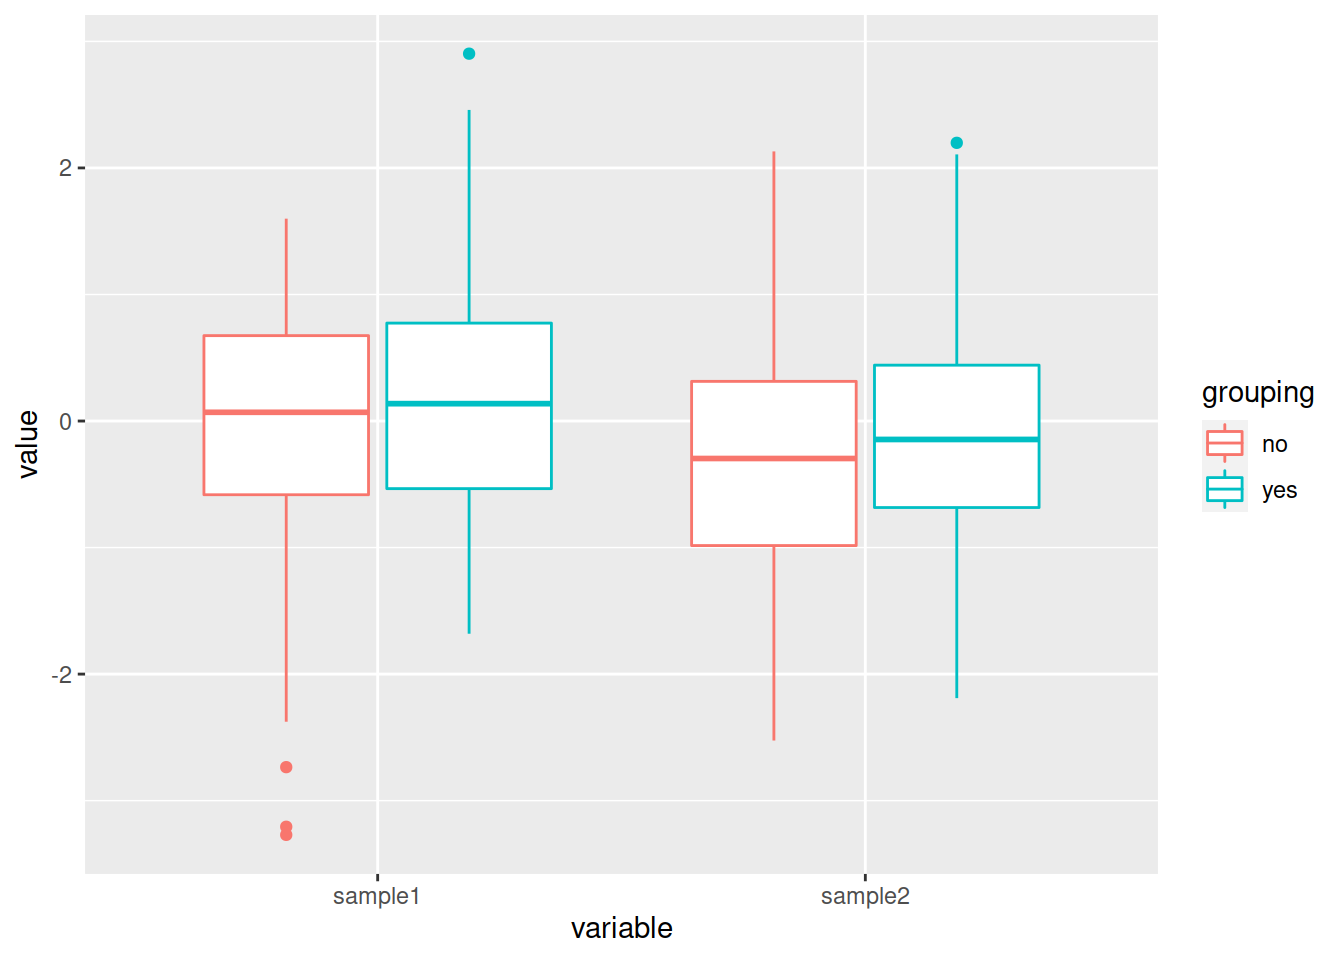 value
2
0
-2
sample1
sample2
variable
grouping
no
yes